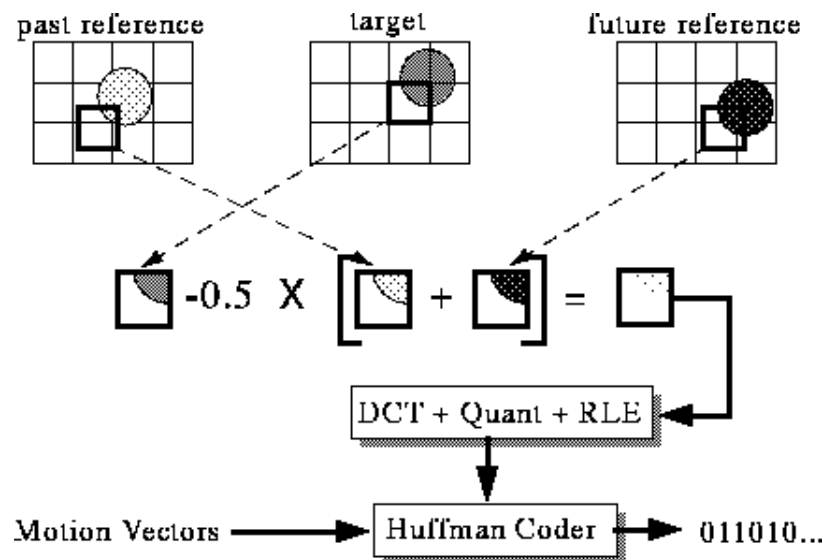 past reference target future reference
-0.5 X [ + ] =
DCT + Quant + RLE
Motion Vectors Huffman Coder 011010...